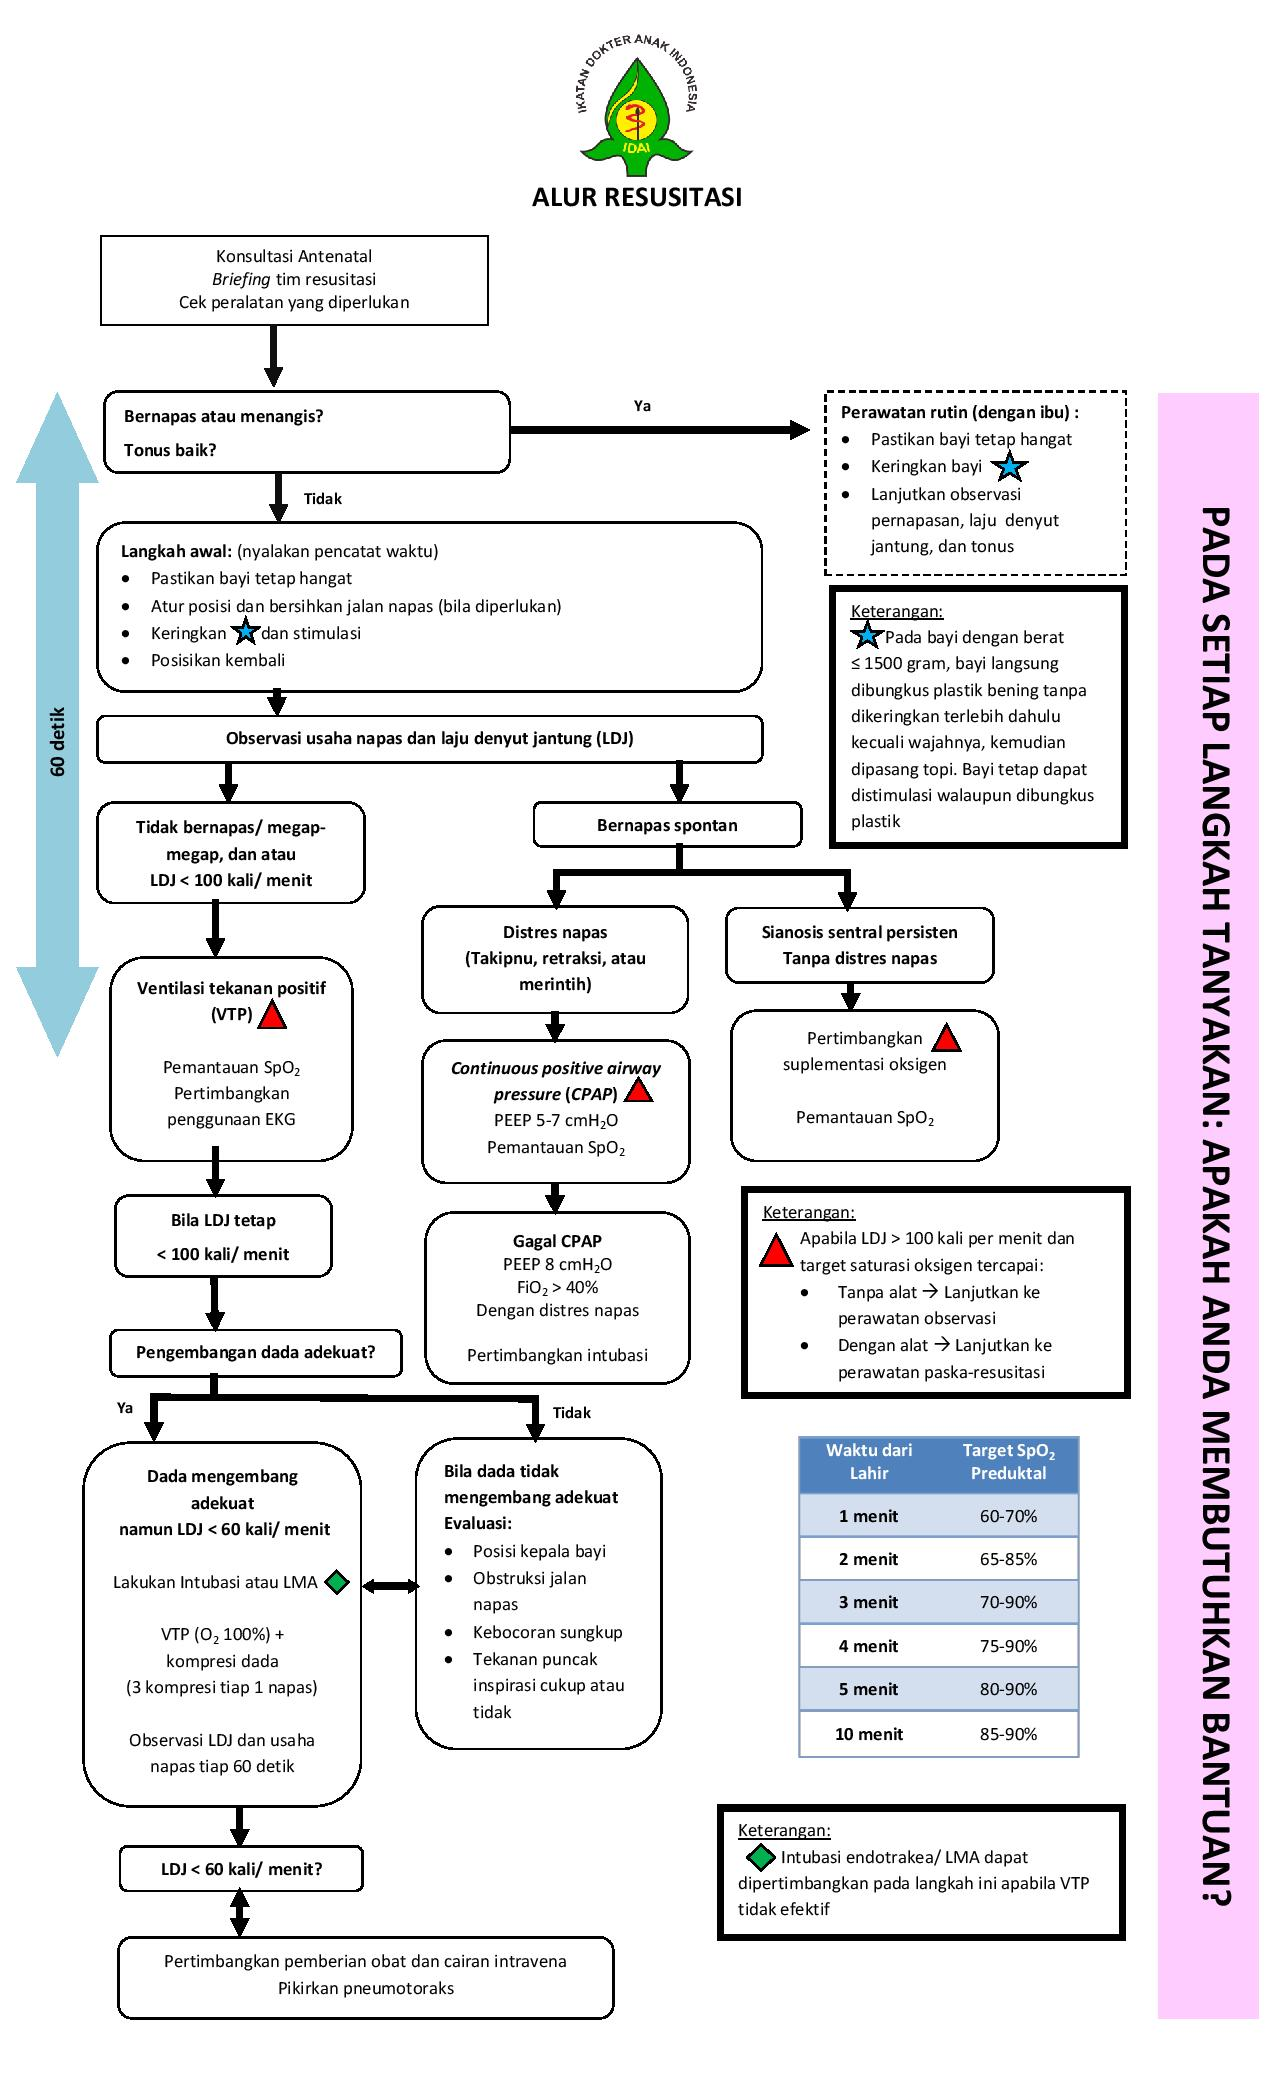 IKATAN DOKTER ANAK INDONESIA
IDAI
ALUR RESUSITASI
Konsultasi Antenatal
Briefing tim resusitasi
Cek peralatan yang diperlukan
Bernapas atau menangis?
Tonus baik?
Ya
Perawatan rutin (dengan ibu) :
• Pastikan bayi tetap hangat
• Keringkan bayi
• Lanjutkan observasi
pernapasan, laju denyut
jantung, dan tonus
Tidak
Langkah awal: (nyalakan pencatat waktu)
• Pastikan bayi tetap hangat
• Atur posisi dan bersihkan jalan napas (bila diperlukan)
• Keringkan dan stimulasi
• Posisikan kembali
Keterangan:
Pada bayi dengan berat
≤ 1500 gram, bayi langsung
dibungkus plastik bening tanpa
dikeringkan terlebih dahulu
kecuali wajahnya, kemudian
dipasang topi. Bayi tetap dapat
distimulasi walaupun dibungkus
plastik
60 detik
Observasi usaha napas dan laju denyut jantung (LDJ)
Tidak bernapas/ megap-
megap, dan atau
LDJ < 100 kali/ menit
Bernapas spontan
Distres napas
(Takipnu, retraksi, atau
merintih)
Sianosis sentral persisten
Tanpa distres napas
Ventilasi tekanan positif
(VTP)
Pemantauan SpO₂
Pertimbangkan
penggunaan EKG
Continuous positive airway
pressure (CPAP)
PEEP 5-7 cmH₂O
Pemantauan SpO₂
Pertimbangkan
suplementasi oksigen
Pemantauan SpO₂
Bila LDJ tetap
< 100 kali/ menit
Gagal CPAP
PEEP 8 cmH₂O
FiO₂ > 40%
Dengan distres napas
Pertimbangkan intubasi
Keterangan:
Apabila LDJ > 100 kali per menit dan
target saturasi oksigen tercapai:
• Tanpa alat → Lanjutkan ke
perawatan observasi
• Dengan alat → Lanjutkan ke
perawatan paska-resusitasi
Pengembangan dada adekuat?
Ya
Tidak
Dada mengembang
adekuat
namun LDJ < 60 kali/ menit
Lakukan Intubasi atau LMA
VTP (O₂ 100%) +
kompresi dada
(3 kompresi tiap 1 napas)
Observasi LDJ dan usaha
napas tiap 60 detik
Bila dada tidak
mengembang adekuat
Evaluasi:
• Posisi kepala bayi
• Obstruksi jalan
napas
• Kebocoran sungkup
• Tekanan puncak
inspirasi cukup atau
tidak
Waktu dari Target SpO₂
Lahir Preduktal
1 menit 60-70%
2 menit 65-85%
3 menit 70-90%
4 menit 75-90%
5 menit 80-90%
10 menit 85-90%
LDJ < 60 kali/ menit?
Keterangan:
Intubasi endotrakea/ LMA dapat
dipertimbangkan pada langkah ini apabila VTP
tidak efektif
Pertimbangkan pemberian obat dan cairan intravena
Pikirkan pneumotoraks
PADA SETIAP LANGKAH TANYAKAN: APAKAH ANDA MEMBUTUHKAN BANTUAN?